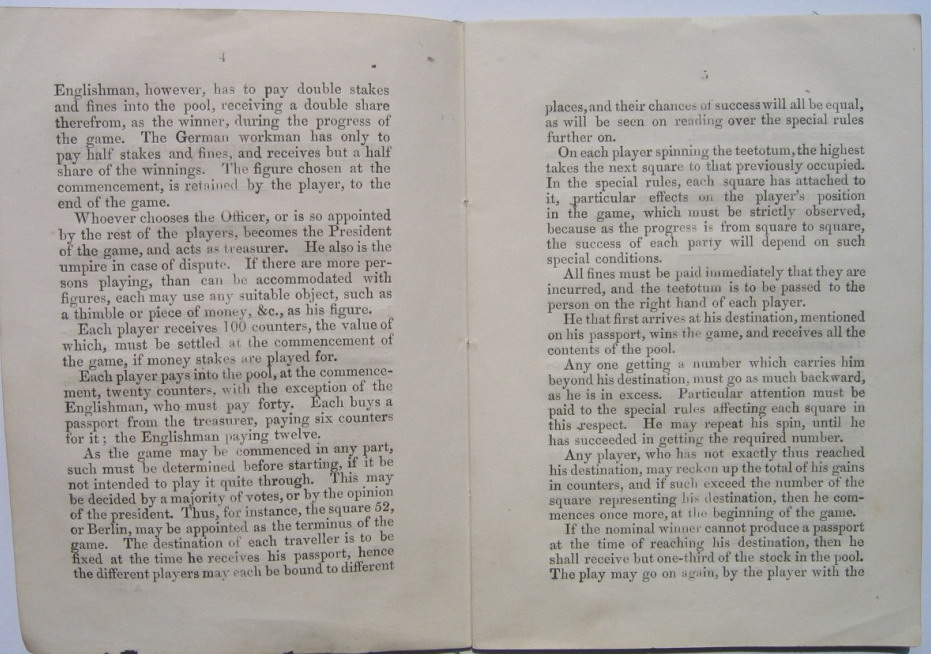 4
Englishman, however, has to pay double stakes
and fines into the pool, receiving a double share
therefrom, as the winner, during the progress of
the game. The German workman has only to
pay half stakes and fines, and receives but a half
share of the winnings. The figure chosen at the
commencement, is retained by the player, to the
end of the game.
Whoever chooses the Officer, or is so appointed
by the rest of the players, becomes the President
of the game, and acts as treasurer. He also is the
umpire in case of dispute. If there are more per-
sons playing, than can be accommodated with
figures, each may use any suitable object, such as
a thimble or piece of money, &c., as his figure.
Each player receives 100 counters, the value of
which, must be settled at the commencement of
the game, if money stakes are played for.
Each player pays into the pool, at the commence-
ment, twenty counters, with the exception of the
Englishman, who must pay forty. Each buys a
passport from the treasurer, paying six counters
for it; the Englishman paying twelve.
As the game may be commenced in any part,
such must be determined before starting, if it be
not intended to play it quite through. This may
be decided by a majority of votes, or by the opinion
of the president. Thus, for instance, the square 52,
or Berlin, may be appointed as the terminus of the
game. The destination of each traveller is to be
fixed at the time he receives his passport, hence
the different players may each be bound to different
5
places, and their chances of success will all be equal,
as will be seen on reading over the special rules
further on.
On each player spinning the teetotum, the highest
takes the next square to that previously occupied.
In the special rules, each square has attached to
it, particular effects on the player's position
in the game, which must be strictly observed,
because as the progress is from square to square,
the success of each party will depend on such
special conditions.
All fines must be paid immediately that they are
incurred, and the teetotum is to be passed to the
person on the right hand of each player.
He that first arrives at his destination, mentioned
on his passport, wins the game, and receives all the
contents of the pool.
Any one getting a number which carries him
beyond his destination, must go as much backward,
as he is in excess. Particular attention must be
paid to the special rules affecting each square in
this respect. He may repeat his spin, until he
has succeeded in getting the required number.
Any player, who has not exactly thus reached
his destination, may reckon up the total of his gains
in counters, and if such exceed the number of the
square representing his destination, then he com-
mences once more, at the beginning of the game.
If the nominal winner cannot produce a passport
at the time of reaching his destination, then he
shall receive but one-third of the stock in the pool.
The play may go on again, by the player with the